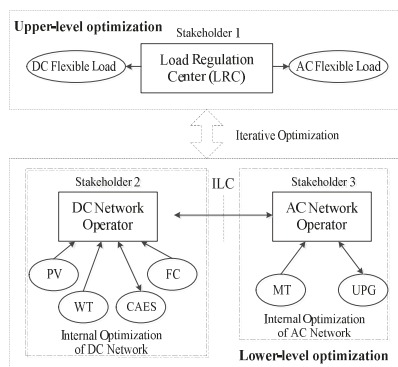 Upper-level optimization
Stakeholder 1
DC Flexible Load
Load Regulation
Center (LRC)
AC Flexible Load
Iterative Optimization
Stakeholder 2
DC Network
Operator
ILC
Stakeholder 3
AC Network
Operator
PV
WT
CAES
FC
MT
UPG
Internal Optimization
of DC Network
Internal Optimization
of AC Network
Lower-level optimization